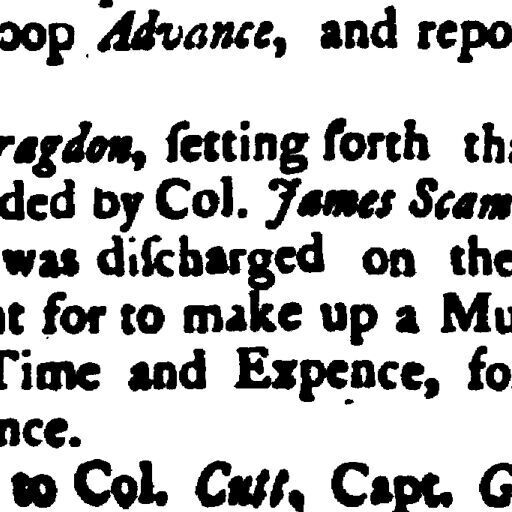 oop Advance, and repo
ragdon, ſetting forth tha
ded by Col. James Scam
was diſcharged on the
t for to make up a Mu
Time and Expence, fo
nce.
to Col. Cutt, Capt. G